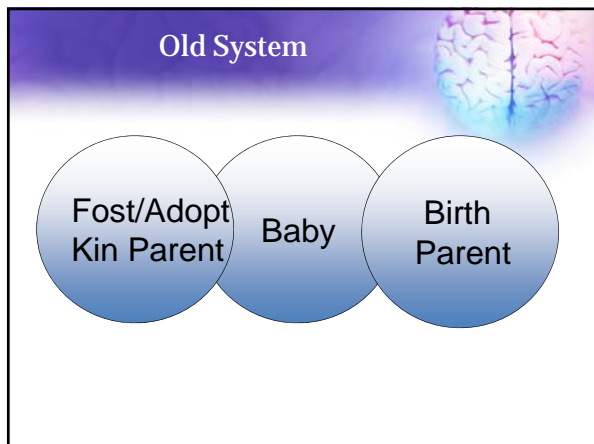 Old System
Fost/Adopt
Kin Parent
Baby
Birth
Parent